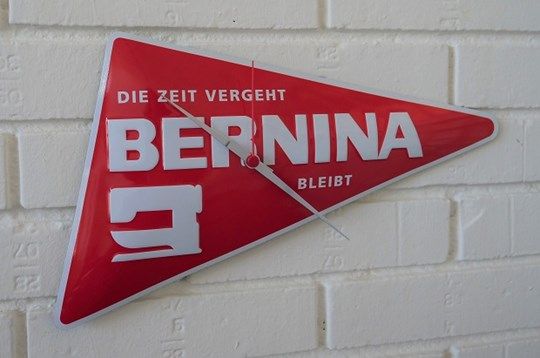 DIE ZEIT VERGEHT
BERNINA
BLEIBT